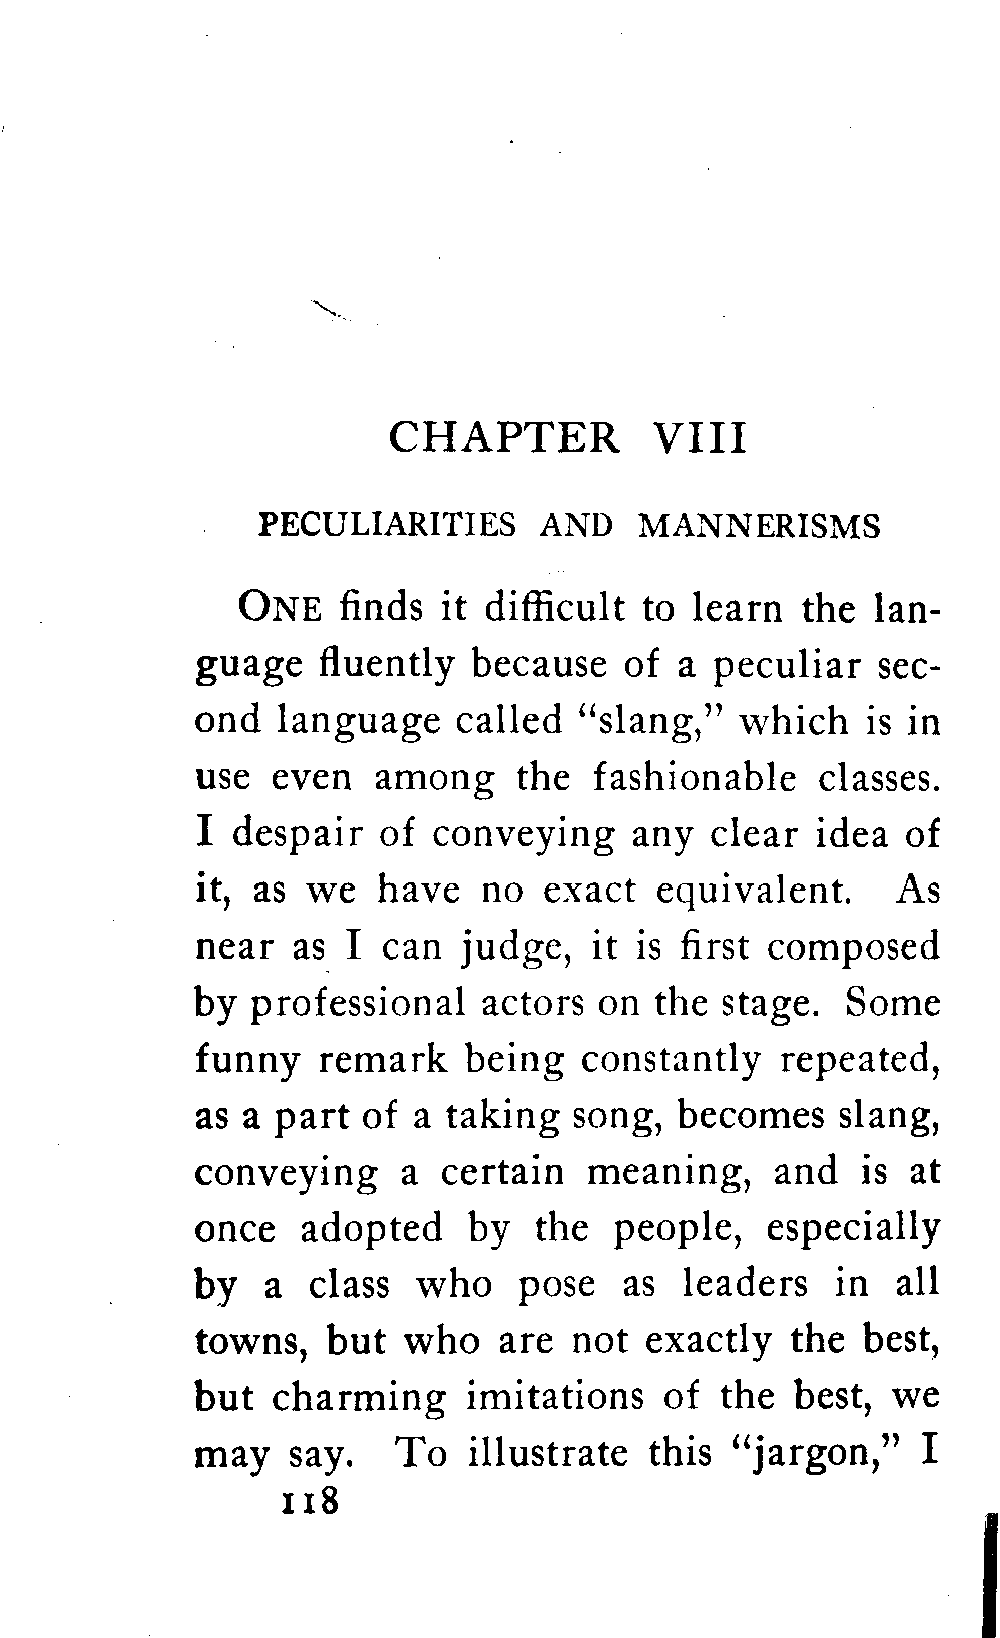 CHAPTER VIII
PECULIARITIES AND MANNERISMS
ONE finds it difficult to learn the lan-
guage fluently because of a peculiar sec-
ond language called “slang,” which is in
use even among the fashionable classes.
I despair of conveying any clear idea of
it, as we have no exact equivalent. As
near as I can judge, it is first composed
by professional actors on the stage. Some
funny remark being constantly repeated,
as a part of a taking song, becomes slang,
conveying a certain meaning, and is at
once adopted by the people, especially
by a class who pose as leaders in all
towns, but who are not exactly the best,
but charming imitations of the best, we
may say. To illustrate this “jargon,” I
118